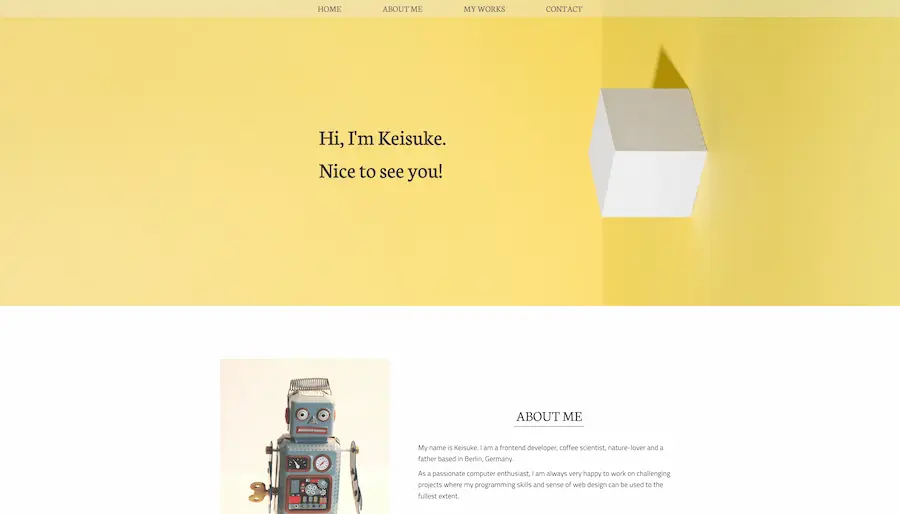 HOME ABOUT ME MY WORKS CONTACT
Hi, I'm Keisuke.
Nice to see you!
ABOUT ME
My name is Keisuke. I am a frontend developer, coffee scientist, nature-lover and a
father based in Berlin, Germany.
As a passionate computer enthusiast, I am always very happy to work on challenging
projects where my programming skills and sense of web design can be used to the
fullest extent.